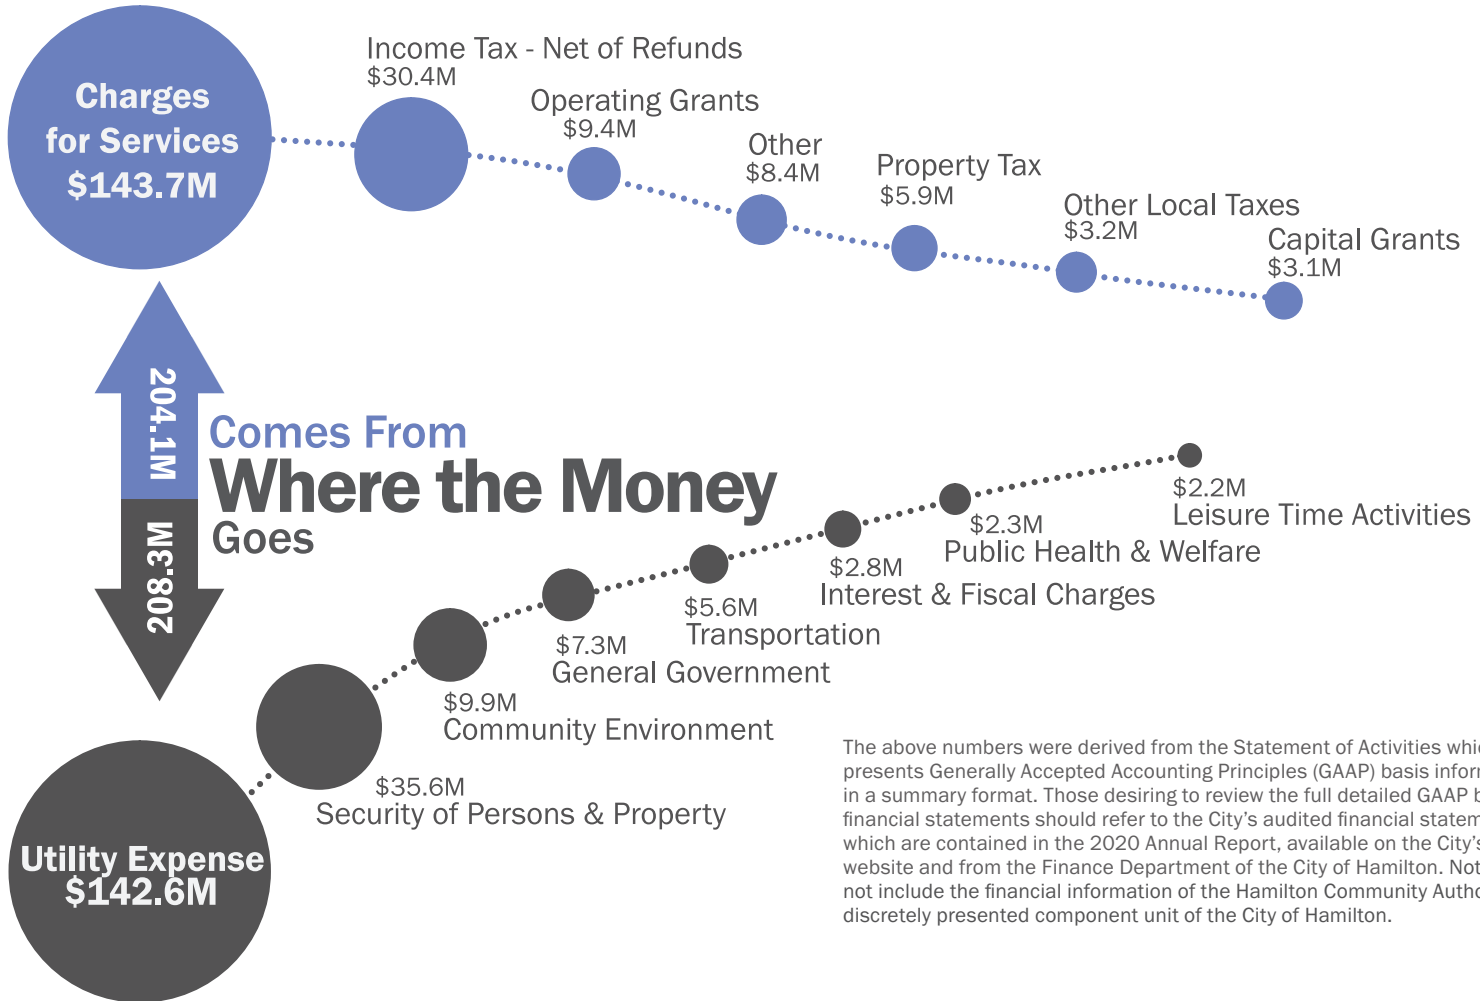 Charges
for Services
$143.7M
Income Tax - Net of Refunds
$30.4M
Operating Grants
$9.4M
Other
$8.4M
Property Tax
$5.9M
Other Local Taxes
$3.2M
Capital Grants
$3.1M
204.1M
208.3M
Comes From
Where the Money
Goes
$2.2M
Leisure Time Activities
$2.3M
Public Health & Welfare
$2.8M
Interest & Fiscal Charges
$5.6M
Transportation
$7.3M
General Government
$9.9M
Community Environment
$35.6M
Security of Persons & Property
Utility Expense
$142.6M
The above numbers were derived from the Statement of Activities
presents Generally Accepted Accounting Principles (GAAP) basis
in a summary format. Those desiring to review the full detailed GAAP
financial statements should refer to the City's audited financial
which are contained in the 2020 Annual Report, available on the City's
website and from the Finance Department of the City of Hamilton.
not include the financial information of the Hamilton Community
discretely presented component unit of the City of Hamilton.